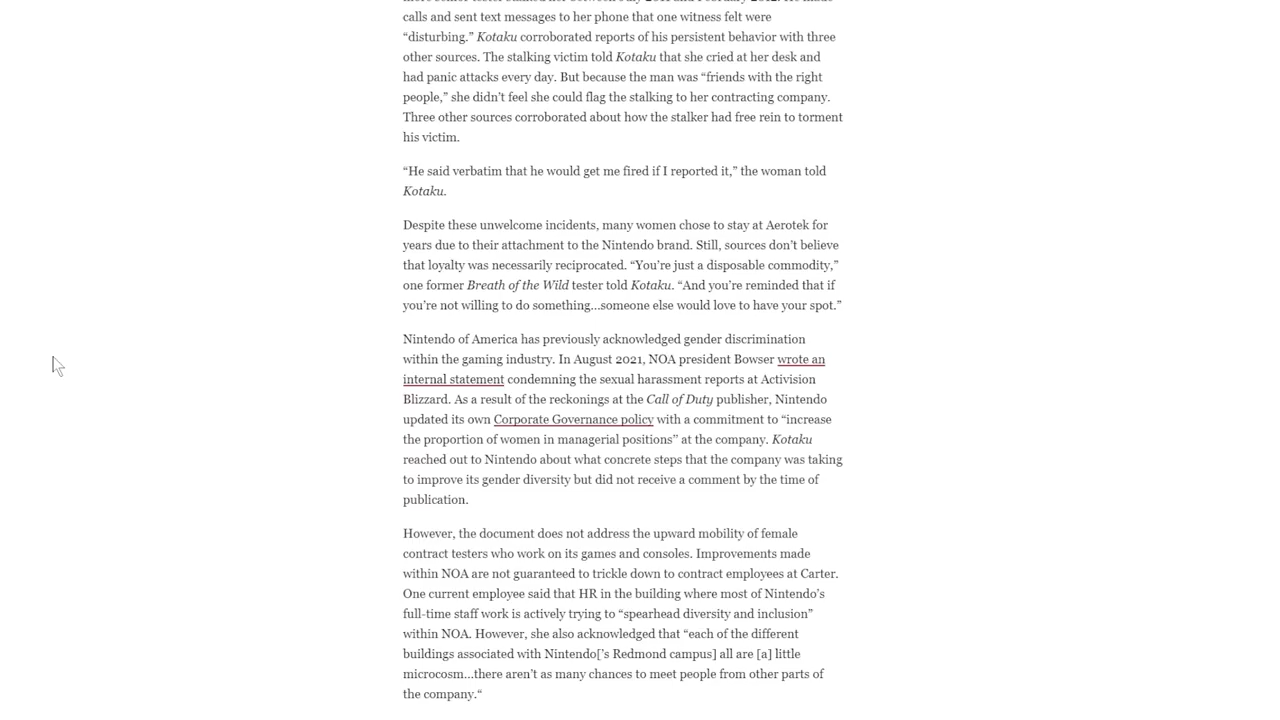 calls and sent text messages to her phone that one witness felt were
“disturbing.” Kotaku corroborated reports of his persistent behavior with three
other sources. The stalking victim told Kotaku that she cried at her desk and
had panic attacks every day. But because the man was “friends with the right
people,” she didn’t feel she could flag the stalking to her contracting company.
Three other sources corroborated about how the stalker had free rein to torment
his victim.
“He said verbatim that he would get me fired if I reported it,” the woman told
Kotaku.
Despite these unwelcome incidents, many women chose to stay at Aerotek for
years due to their attachment to the Nintendo brand. Still, sources don’t believe
that loyalty was necessarily reciprocated. “You’re just a disposable commodity,”
one former Breath of the Wild tester told Kotaku. “And you’re reminded that if
you’re not willing to do something…someone else would love to have your spot.”
Nintendo of America has previously acknowledged gender discrimination
within the gaming industry. In August 2021, NOA president Bowser wrote an
internal statement condemning the sexual harassment reports at Activision
Blizzard. As a result of the reckonings at the Call of Duty publisher, Nintendo
updated its own Corporate Governance policy with a commitment to “increase
the proportion of women in managerial positions” at the company. Kotaku
reached out to Nintendo about what concrete steps that the company was taking
to improve its gender diversity but did not receive a comment by the time of
publication.
However, the document does not address the upward mobility of female
contract testers who work on its games and consoles. Improvements made
within NOA are not guaranteed to trickle down to contract employees at Carter.
One current employee said that HR in the building where most of Nintendo’s
full-time staff work is actively trying to “spearhead diversity and inclusion”
within NOA. However, she also acknowledged that “each of the different
buildings associated with Nintendo[’s Redmond campus] all are [a] little
microcosm…there aren’t as many chances to meet people from other parts of
the company.“